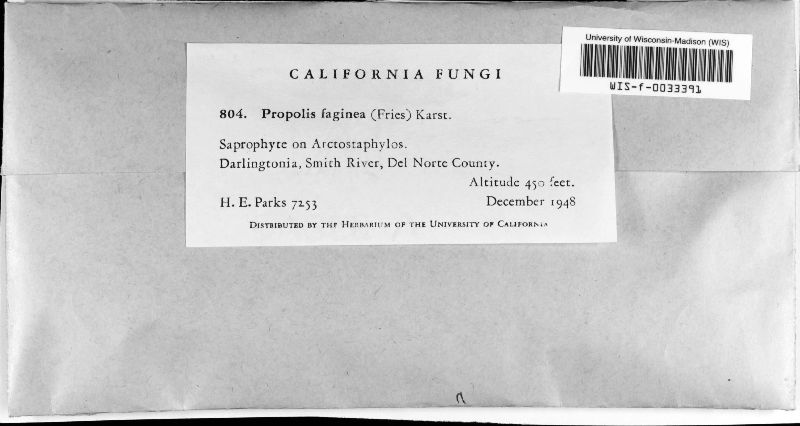 University of Wisconsin-Madison (WIS)
WIS-f-0033391
CALIFORNIA FUNGI
804. Propolis faginea (Fries) Karst.
Saprophyte on Arctostaphylos.
Darlingtonia, Smith River, Del Norte County.
Altitude 450 feet.
H. E. Parks 7253
December 1948
Distributed by the Herbarium of the University of California